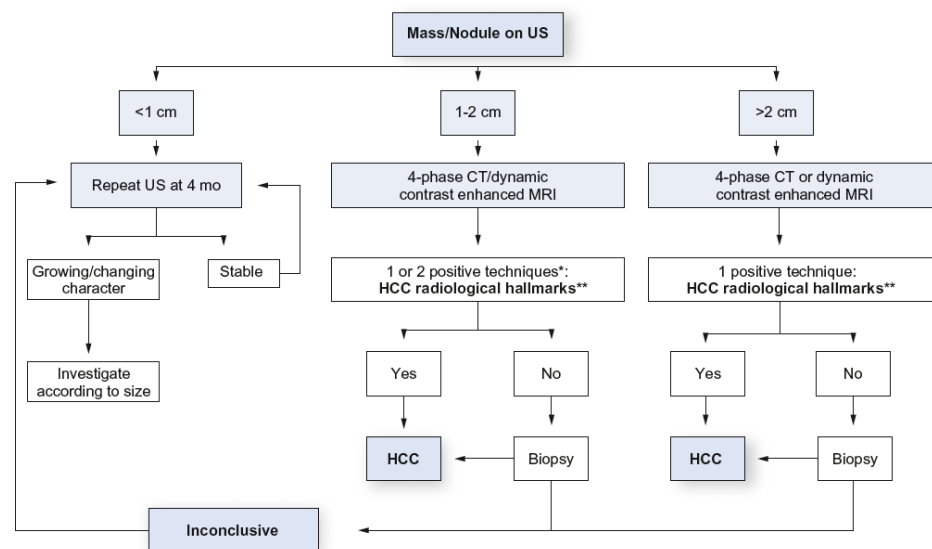 Mass/Nodule on US
<1 cm
1-2 cm
>2 cm
Repeat US at 4 mo
4-phase CT/dynamic
contrast enhanced MRI
4-phase CT or dynamic
contrast enhanced MRI
Growing/changing
character
Stable
1 or 2 positive techniques*:
HCC radiological hallmarks**
1 positive technique:
HCC radiological hallmarks**
Investigate
according to size
Yes
No
Yes
No
HCC
Biopsy
HCC
Biopsy
Inconclusive